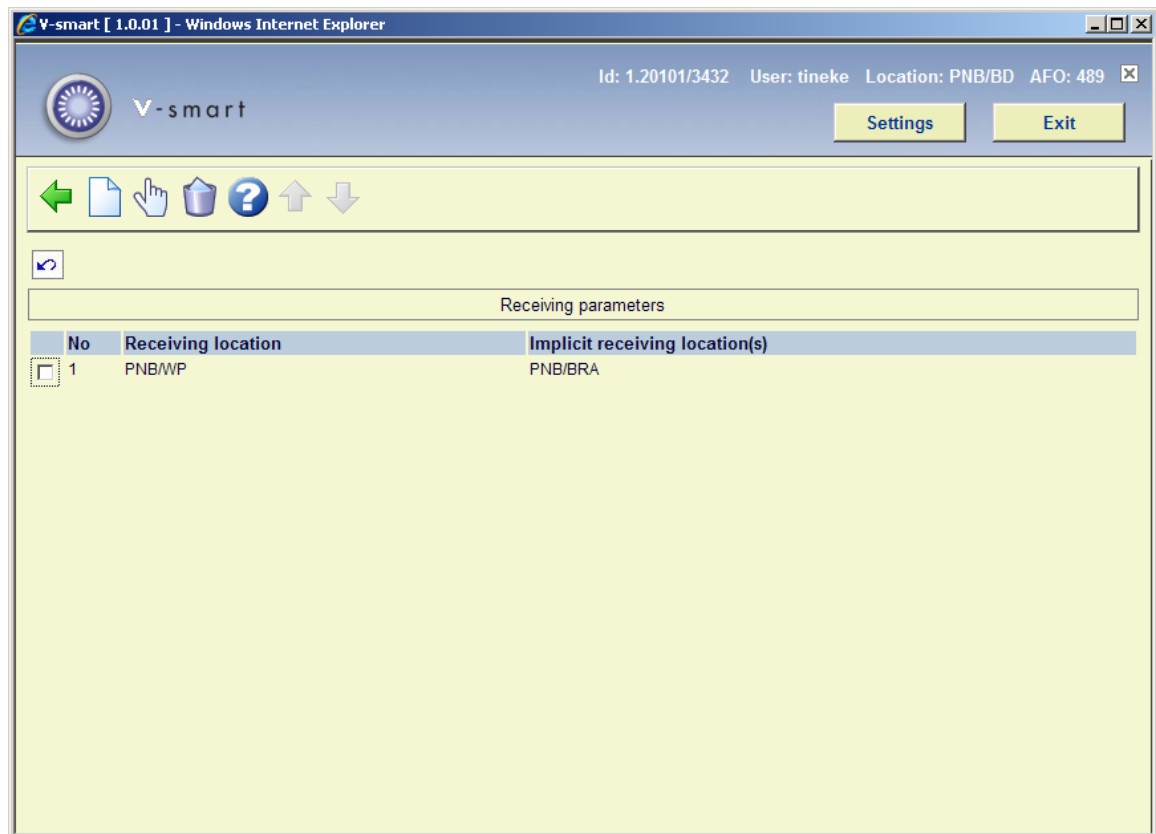 V-smart [ 1.0.01 ] - Windows Internet Explorer
Id: 1.20101/3432 User: tineke Location: PNB/BD AFO: 489
V-smart
Settings Exit
Receiving parameters
No Receiving location Implicit receiving location(s)
1 PNB/WP PNB/BRA